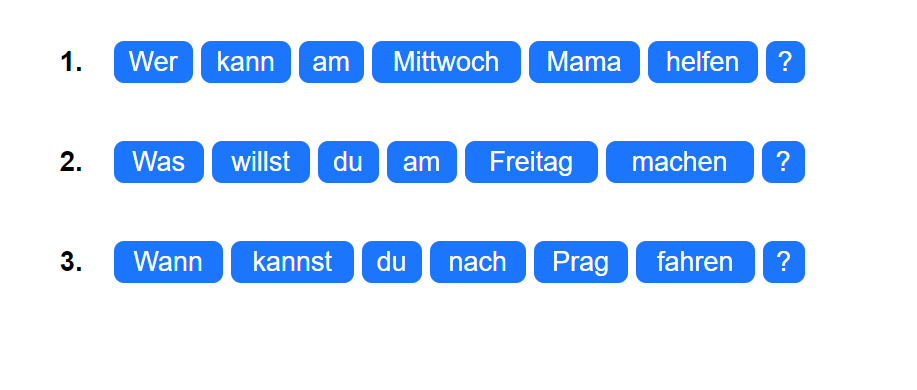 1. Wer kann am Mittwoch Mama helfen ?
2. Was willst du am Freitag machen ?
3. Wann kannst du nach Prag fahren ?